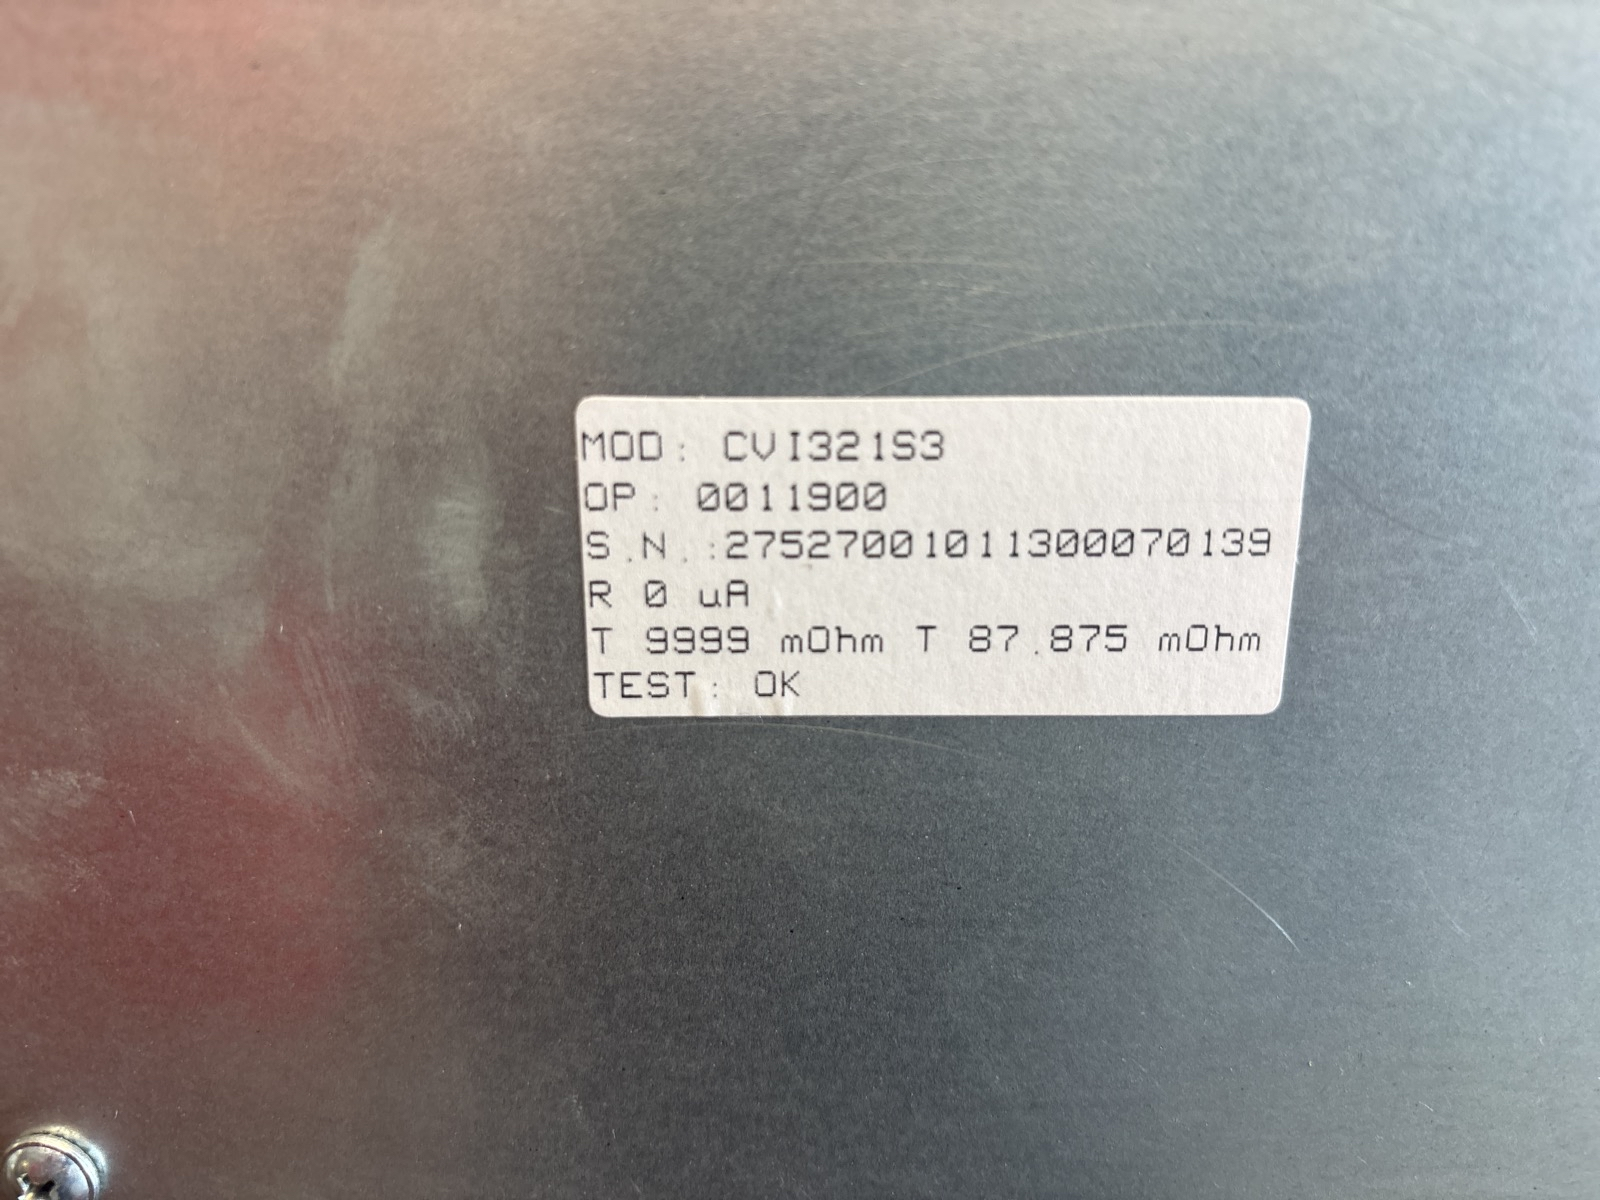 MOD: CVI321S3
OP: 0011900
S.N.:27527001011300070139
R 0 uA
T 9999 mOhm T 87.875 mOhm
TEST: OK